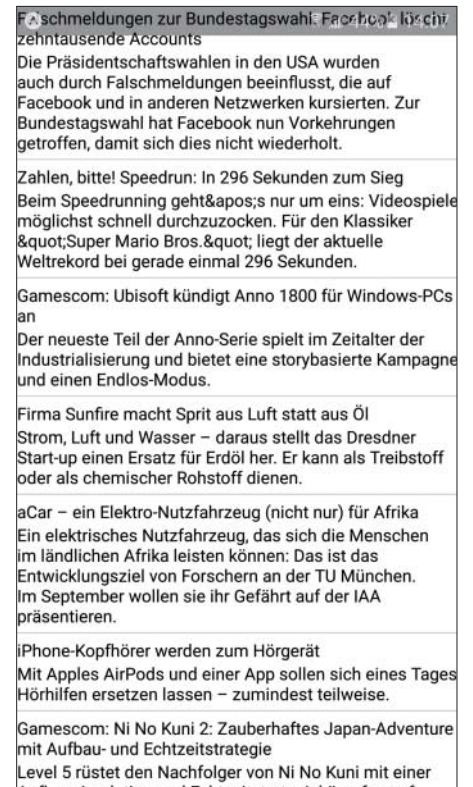 Falschmeldungen zur Bundestagswahl: Facebook löscht
44% 14:07
zehntausende Accounts
Die Präsidentschaftswahlen in den USA wurden
auch durch Falschmeldungen beeinflusst, die auf
Facebook und in anderen Netzwerken kursierten. Zur
Bundestagswahl hat Facebook nun Vorkehrungen
getroffen, damit sich dies nicht wiederholt.
Zahlen, bitte! Speedrun: In 296 Sekunden zum Sieg
Beim Speedrunning geht&apos;s nur um eins: Videospiele
möglichst schnell durchzuzocken. Für den Klassiker
&quot;Super Mario Bros.&quot; liegt der aktuelle
Weltrekord bei gerade einmal 296 Sekunden.
Gamescom: Ubisoft kündigt Anno 1800 für Windows-PCs
an
Der neueste Teil der Anno-Serie spielt im Zeitalter der
Industrialisierung und bietet eine storybasierte Kampagne
und einen Endlos-Modus.
Firma Sunfire macht Sprit aus Luft statt aus Öl
Strom, Luft und Wasser – daraus stellt das Dresdner
Start-up einen Ersatz für Erdöl her. Er kann als Treibstoff
oder als chemischer Rohstoff dienen.
aCar – ein Elektro-Nutzfahrzeug (nicht nur) für Afrika
Ein elektrisches Nutzfahrzeug, das sich die Menschen
im ländlichen Afrika leisten können: Das ist das
Entwicklungsziel von Forschern an der TU München.
Im September wollen sie ihr Gefährt auf der IAA
präsentieren.
iPhone-Kopfhörer werden zum Hörgerät
Mit Apples AirPods und einer App sollen sich eines Tages
Hörhilfen ersetzen lassen – zumindest teilweise.
Gamescom: Ni No Kuni 2: Zauberhaftes Japan-Adventure
mit Aufbau- und Echtzeitstrategie
Level 5 rüstet den Nachfolger von Ni No Kuni mit einer